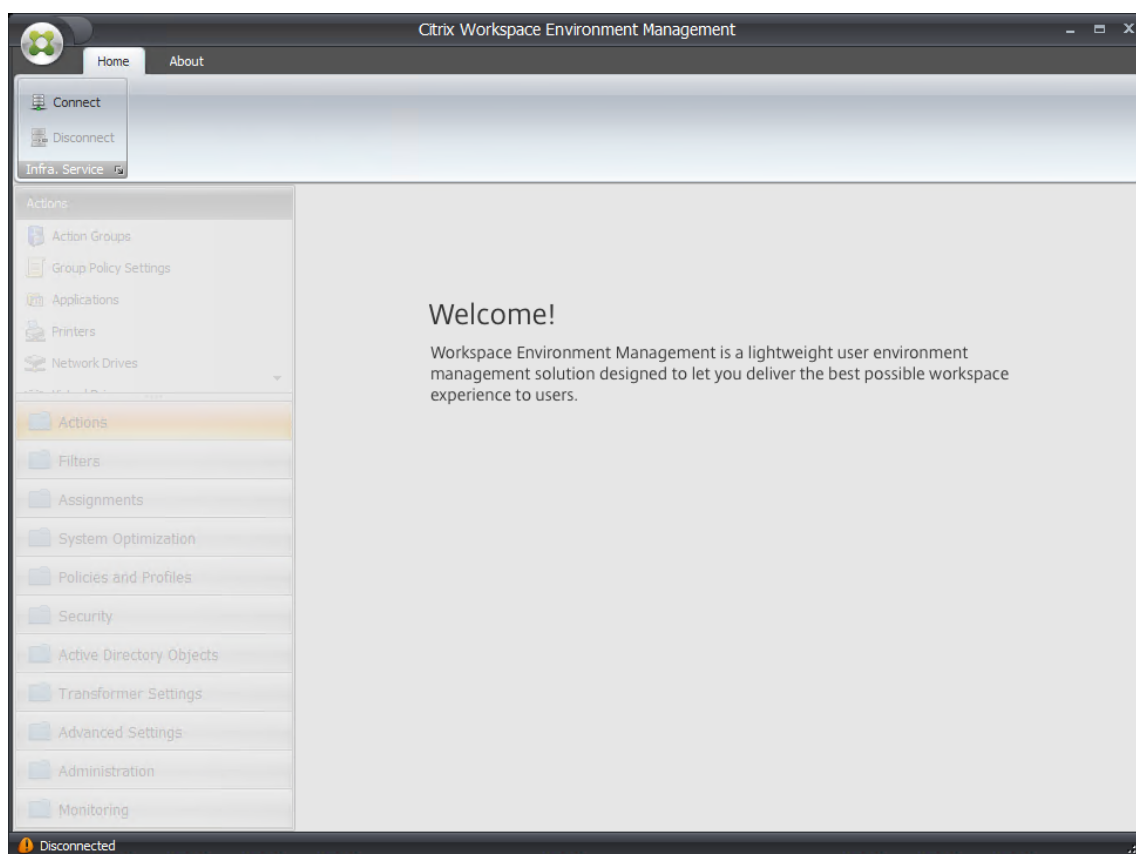 Citrix Workspace Environment Management
Home
About
Connect
Disconnect
Infra. Service
Actions
Action Groups
Group Policy Settings
Applications
Printers
Network Drives
Actions
Filters
Assignments
System Optimization
Policies and Profiles
Security
Active Directory Objects
Transformer Settings
Advanced Settings
Administration
Monitoring
Welcome!
Workspace Environment Management is a lightweight user environment
management solution designed to let you deliver the best possible workspace
experience to users.
Disconnected